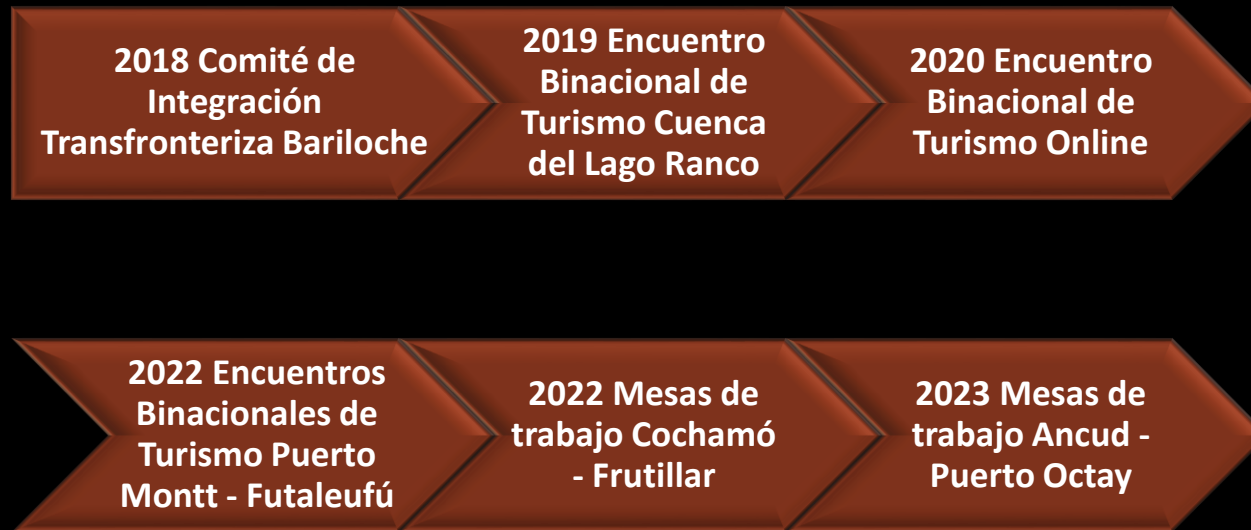 2018 Comité de
Integración
Transfronteriza Bariloche
2019 Encuentro
Binacional de
Turismo Cuenca
del Lago Ranco
2020 Encuentro
Binacional de
Turismo Online
2022 Encuentros
Binacionales de
Turismo Puerto
Montt - Futaleufú
2022 Mesas de
trabajo Cochamó
- Frutillar
2023 Mesas de
trabajo Ancud -
Puerto Octay